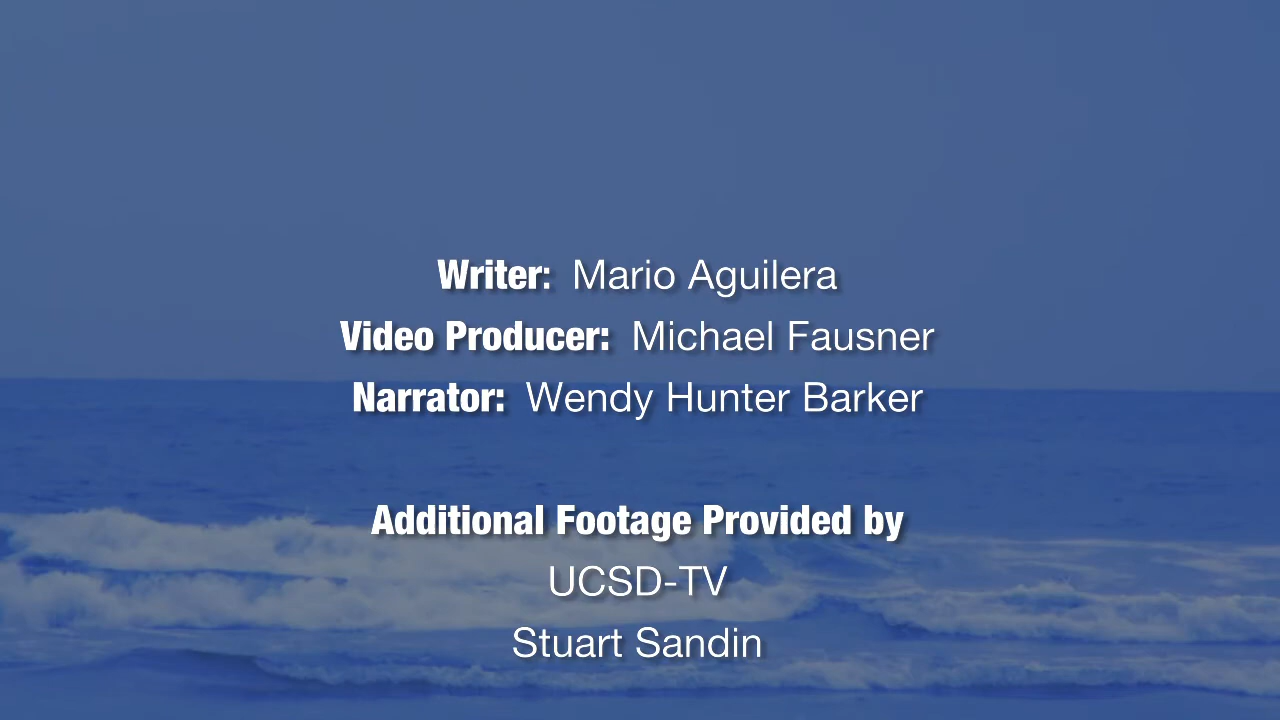 Writer: Mario Aguilera
Video Producer: Michael Fausner
Narrator: Wendy Hunter Barker
Additional Footage Provided by
UCSD-TV
Stuart Sandin